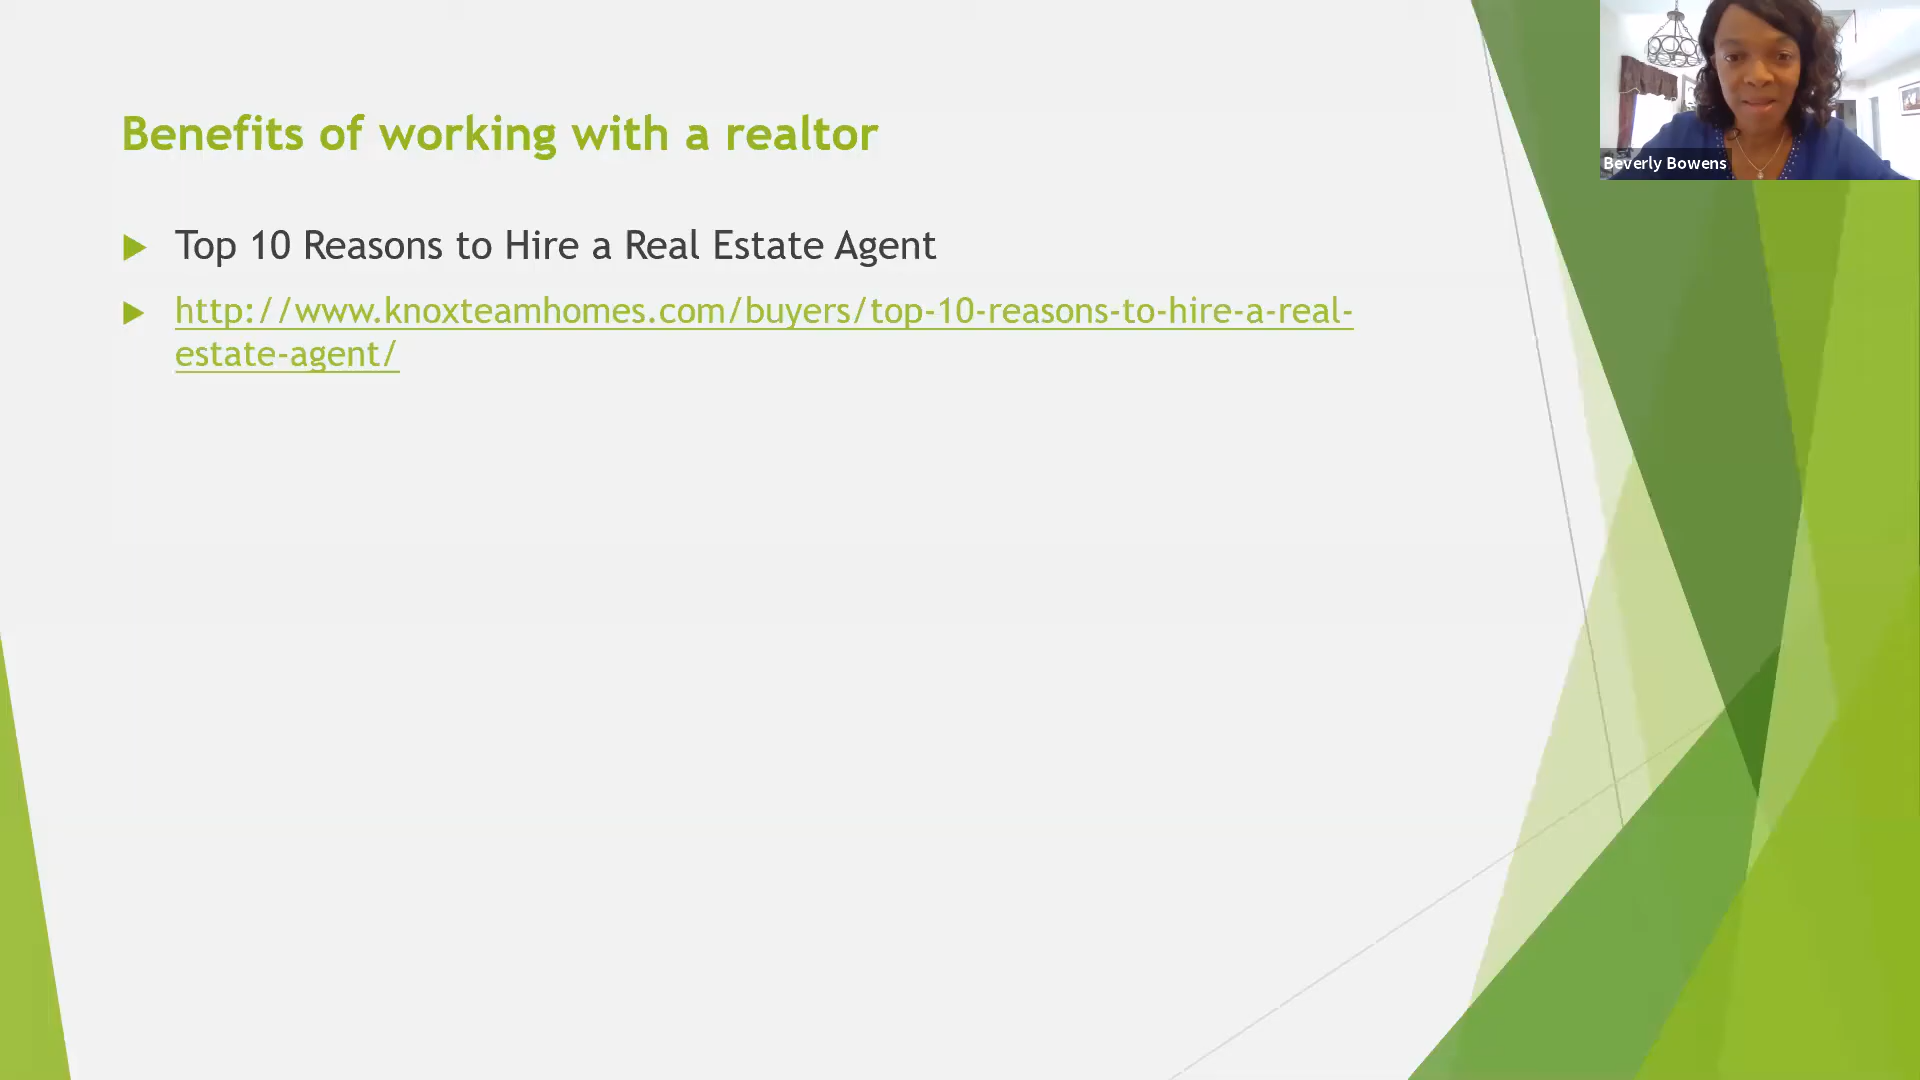 Benefits of working with a realtor
Top 10 Reasons to Hire a Real Estate Agent
http://www.knoxteamhomes.com/buyers/top-10-reasons-to-hire-a-real-
estate-agent/
Beverly Bowens